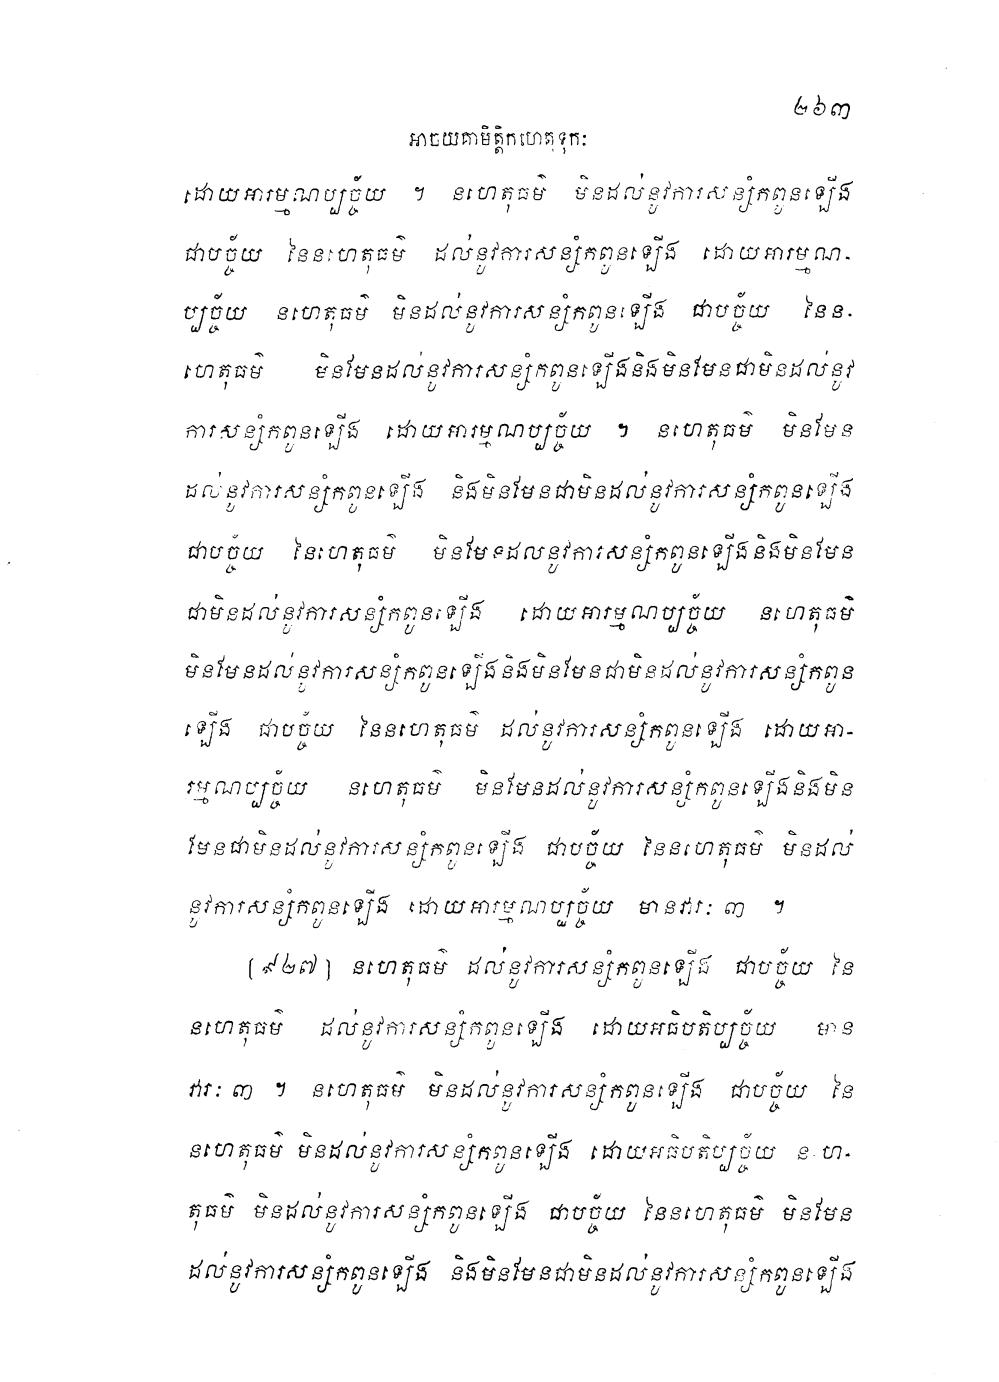 ២៦៣
អាចយគាមិត្តិកហេតុទុកៈ
ដោយអារម្មណប្បច្ច័យ ។ នហេតុធម៌ មិនដល់នូវការសន្សំកពូនឡើង
ជាបច្ច័យ នៃនហេតុធម៌ ដល់នូវការសន្សំកពូនឡើង ដោយអារម្មណ-
ប្បច្ច័យ នហេតុធម៌ មិនដល់នូវការសន្សំកពូនឡើង ជាបច្ច័យ នៃន-
ហេតុធម៌ មិនមែនដល់នូវការសន្សំកពូនឡើងនិងមិនមែនជាមិនដល់នូវ
ការសន្សំកពូនឡើង ដោយអារម្មណប្បច្ច័យ ។ នហេតុធម៌ មិនមែន
ដល់នូវការសន្សំកពូនឡើង និងមិនមែនជាមិនដល់នូវការសន្សំកពូនឡើង
ជាបច្ច័យ នៃហេតុធម៌ មិនមែនដលនូវការសន្សំកពូនឡើងនិងមិនមែន
ជាមិនដល់នូវការសន្សំកពូនឡើង ដោយអារម្មណប្បច្ច័យ នហេតុធម៌
មិនមែនដល់នូវការសន្សំកពូនឡើងនិងមិនមែនជាមិនដល់នូវការសន្សំកពូន
ឡើង ជាបច្ច័យ នៃនហេតុធម៌ ដល់នូវការសន្សំកពូនឡើង ដោយអា-
រម្មណប្បច្ច័យ នហេតុធម៌ មិនមែនដល់នូវការសន្សំកពូនឡើងនិងមិន
មែនជាមិនដល់នូវការសន្សំកពូនឡើង ជាបច្ច័យ នៃនហេតុធម៌ មិនដល់
នូវការសន្សំកពូនឡើង ដោយអារម្មណប្បច្ច័យ មានវារៈ ៣ ។
(៩២៧) នហេតុធម៌ ដល់នូវការសន្សំកពូនឡើង ជាបច្ច័យ នៃ
នហេតុធម៌ ដល់នូវការសន្សំកពូនឡើង ដោយអធិបតិប្បច្ច័យ មាន
វារៈ ៣ ។ នហេតុធម៌ មិនដល់នូវការសន្សំកពូនឡើង ជាបច្ច័យ នៃ
នហេតុធម៌ មិនដល់នូវការសន្សំកពូនឡើង ដោយអធិបតិប្បច្ច័យ នហេ-
តុធម៌ មិនដល់នូវការសន្សំកពូនឡើង ជាបច្ច័យ នៃនហេតុធម៌ មិនមែន
ដល់នូវការសន្សំកពូនឡើង និងមិនមែនជាមិនដល់នូវការសន្សំកពូនឡើង